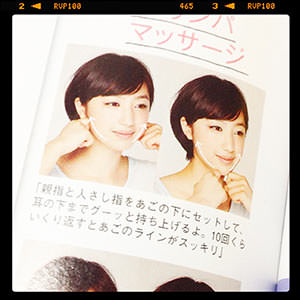 RVP100
465
RVP100
ンパ
マッサージ
「親指と人さし指をあごの下にセットして、
耳の下までグーッと持ち上げるよ。10回くら
いくり返すとあごのラインがスッキリ」